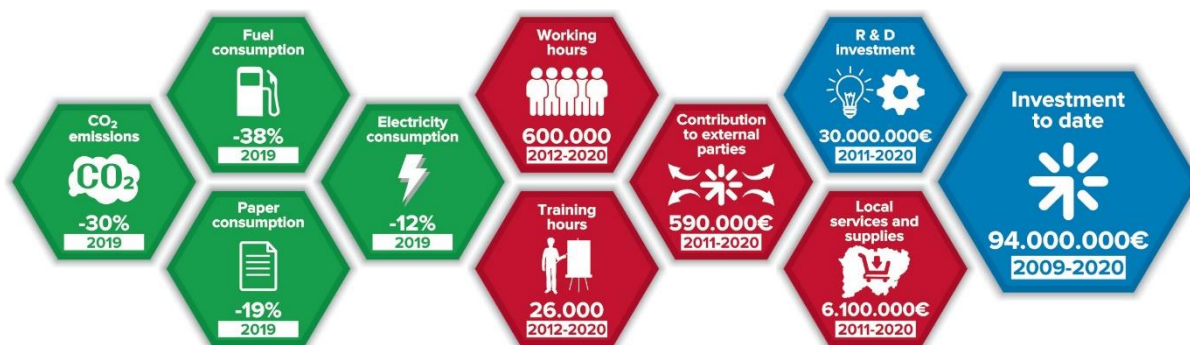 CO₂
emissions
CO₂
-30%
2019
Fuel
consumption
-38%
2019
Paper
consumption
-19%
2019
Electricity
consumption
-12%
2019
Working
hours
600.000
2012-2020
Training
hours
26.000
2012-2020
Contribution
to external
parties
590.000€
2011-2020
R & D
investment
30.000.000€
2011-2020
Local
services and
supplies
6.100.000€
2011-2020
Investment
to date
94.000.000€
2009-2020